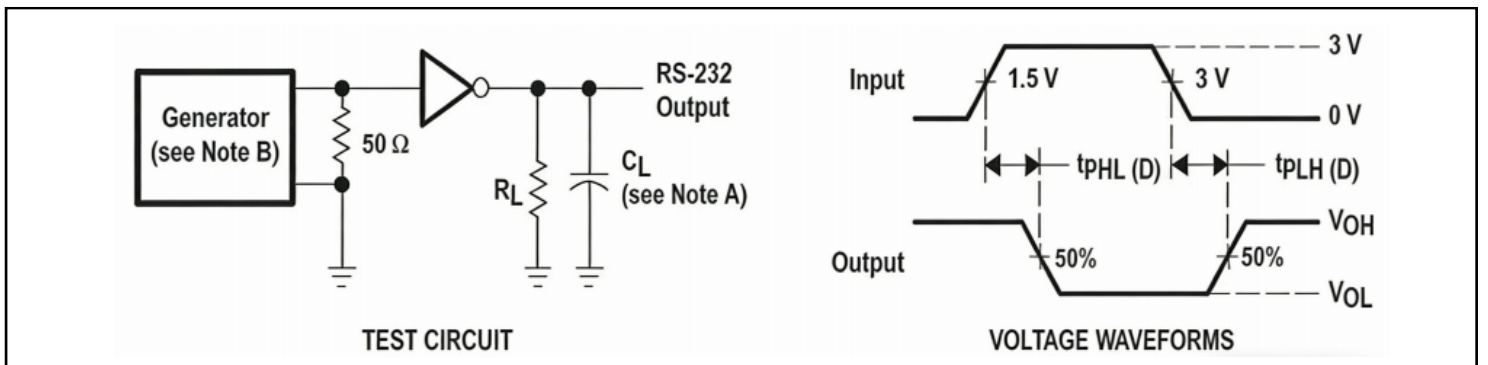 Generator
(see Note B)
50 Ω
RL
CL
(see Note A)
RS-232
Output
TEST CIRCUIT
Input
1.5 V
3 V
3 V
0 V
tPHL (D)
tPLH (D)
Output
50%
50%
VOH
VOL
VOLTAGE WAVEFORMS